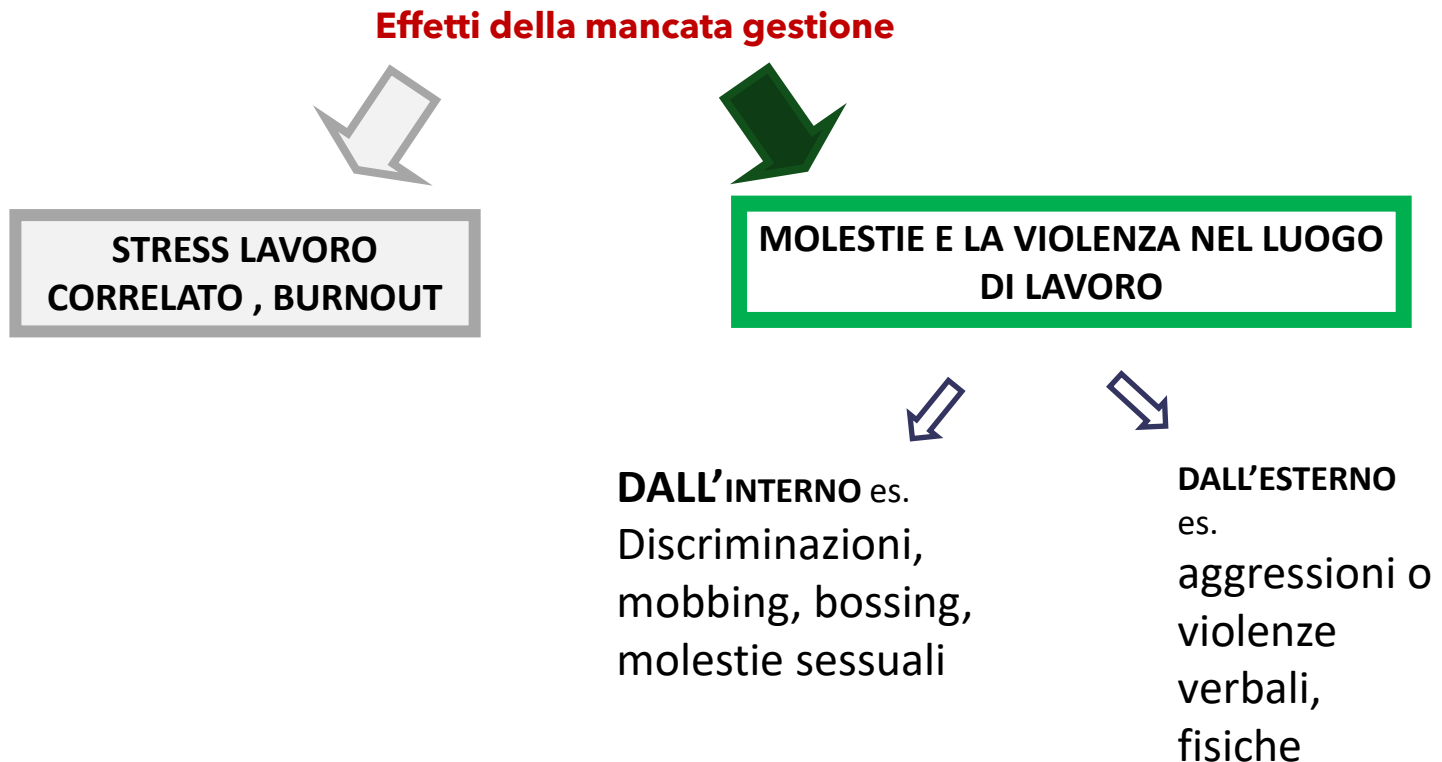 Effetti della mancata gestione
STRESS LAVORO
CORRELATO , BURNOUT
MOLESTIE E LA VIOLENZA NEL LUOGO
DI LAVORO
DALL'INTERNO es.
Discriminazioni,
mobbing, bossing,
molestie sessuali
DALL'ESTERNO
es.
aggressioni o
violenze
verbali,
fisiche